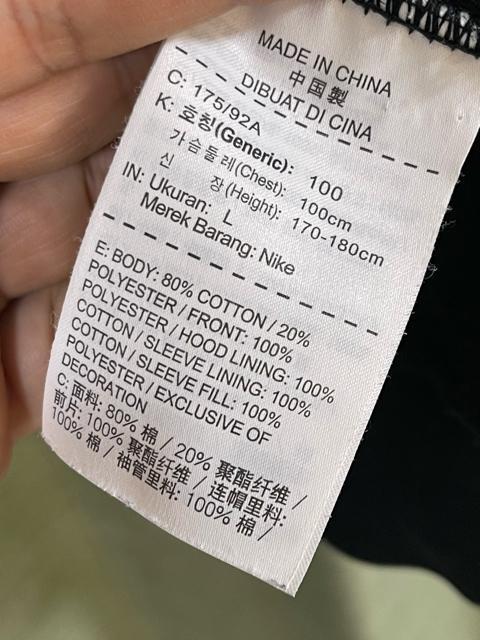 MADE IN CHINA
中国製
DIBUAT DI CINA
C: 175/92A
K: 호칭(Generic): 100
가슴둘레(Chest): 100cm
신 장(Height): 170-180cm
IN: Ukuran: L
Merek Barang: Nike
E: BODY: 80% COTTON / 20%
POLYESTER / FRONT: 100%
POLYESTER / HOOD LINING: 100%
COTTON / SLEEVE LINING: 100%
COTTON / SLEEVE FILL: 100%
POLYESTER / EXCLUSIVE OF
DECORATION
C: 面料: 80% 棉 / 20% 聚酯纤维 /
前片: 100% 聚酯纤维 / 连帽里料:
100% 棉 / 袖管里料: 100% 棉 /